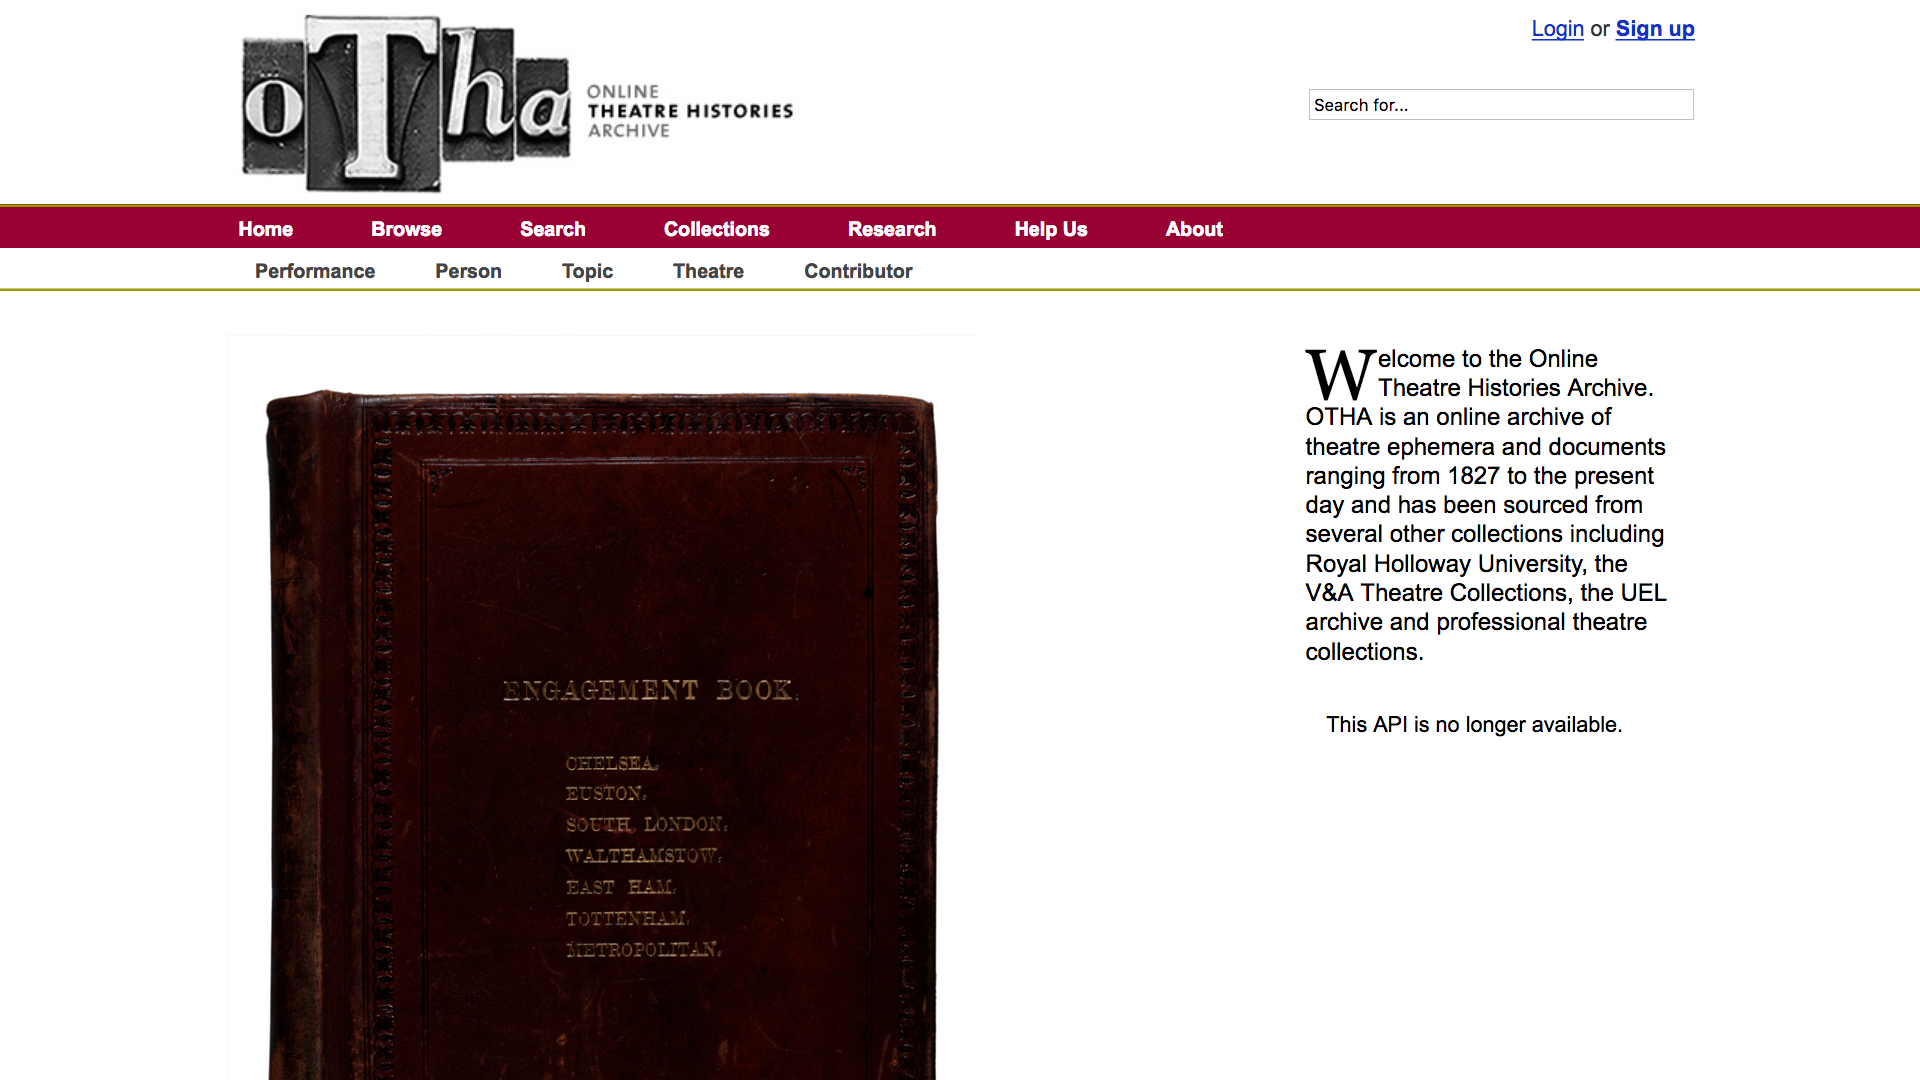 öTha
ONLINE
THEATRE HISTORIES
ARCHIVE
Login or Sign up
Search for...
Home Browse Search Collections Research Help Us About
Performance Person Topic Theatre Contributor
ENGAGEMENT BOOK.
CHELSEA.
EUSTON.
SOUTH LONDON.
WALTHAMSTOW.
EAST HAM.
TOTTENHAM.
METROPOLITAN.
Welcome to the Online
Theatre Histories Archive.
OTHA is an online archive of
theatre ephemera and documents
ranging from 1827 to the present
day and has been sourced from
several other collections including
Royal Holloway University, the
V&A Theatre Collections, the UEL
archive and professional theatre
collections.
This API is no longer available.